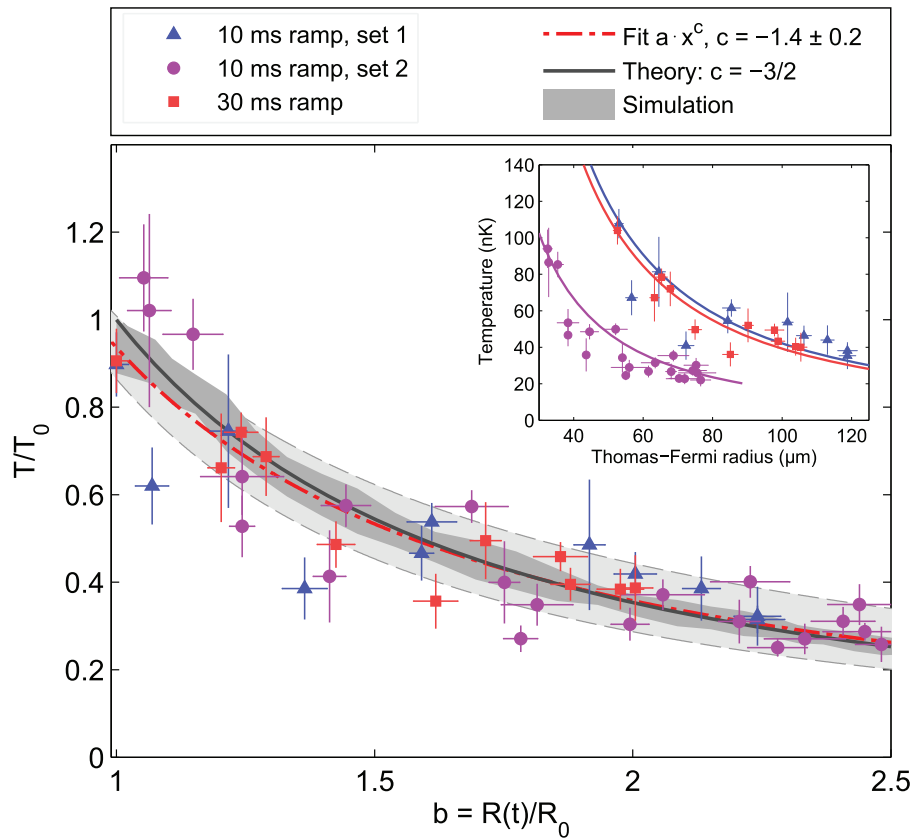 10 ms ramp, set 1
10 ms ramp, set 2
30 ms ramp
Fit a·x^c, c = −1.4 ± 0.2
Theory: c = −3/2
Simulation
T/T_0
1.2
1
0.8
0.6
0.4
0.2
0
1
1.5
2
2.5
b = R(t)/R_0
Temperature (nK)
140
120
100
80
60
40
20
0
40
60
80
100
120
Thomas−Fermi radius (µm)